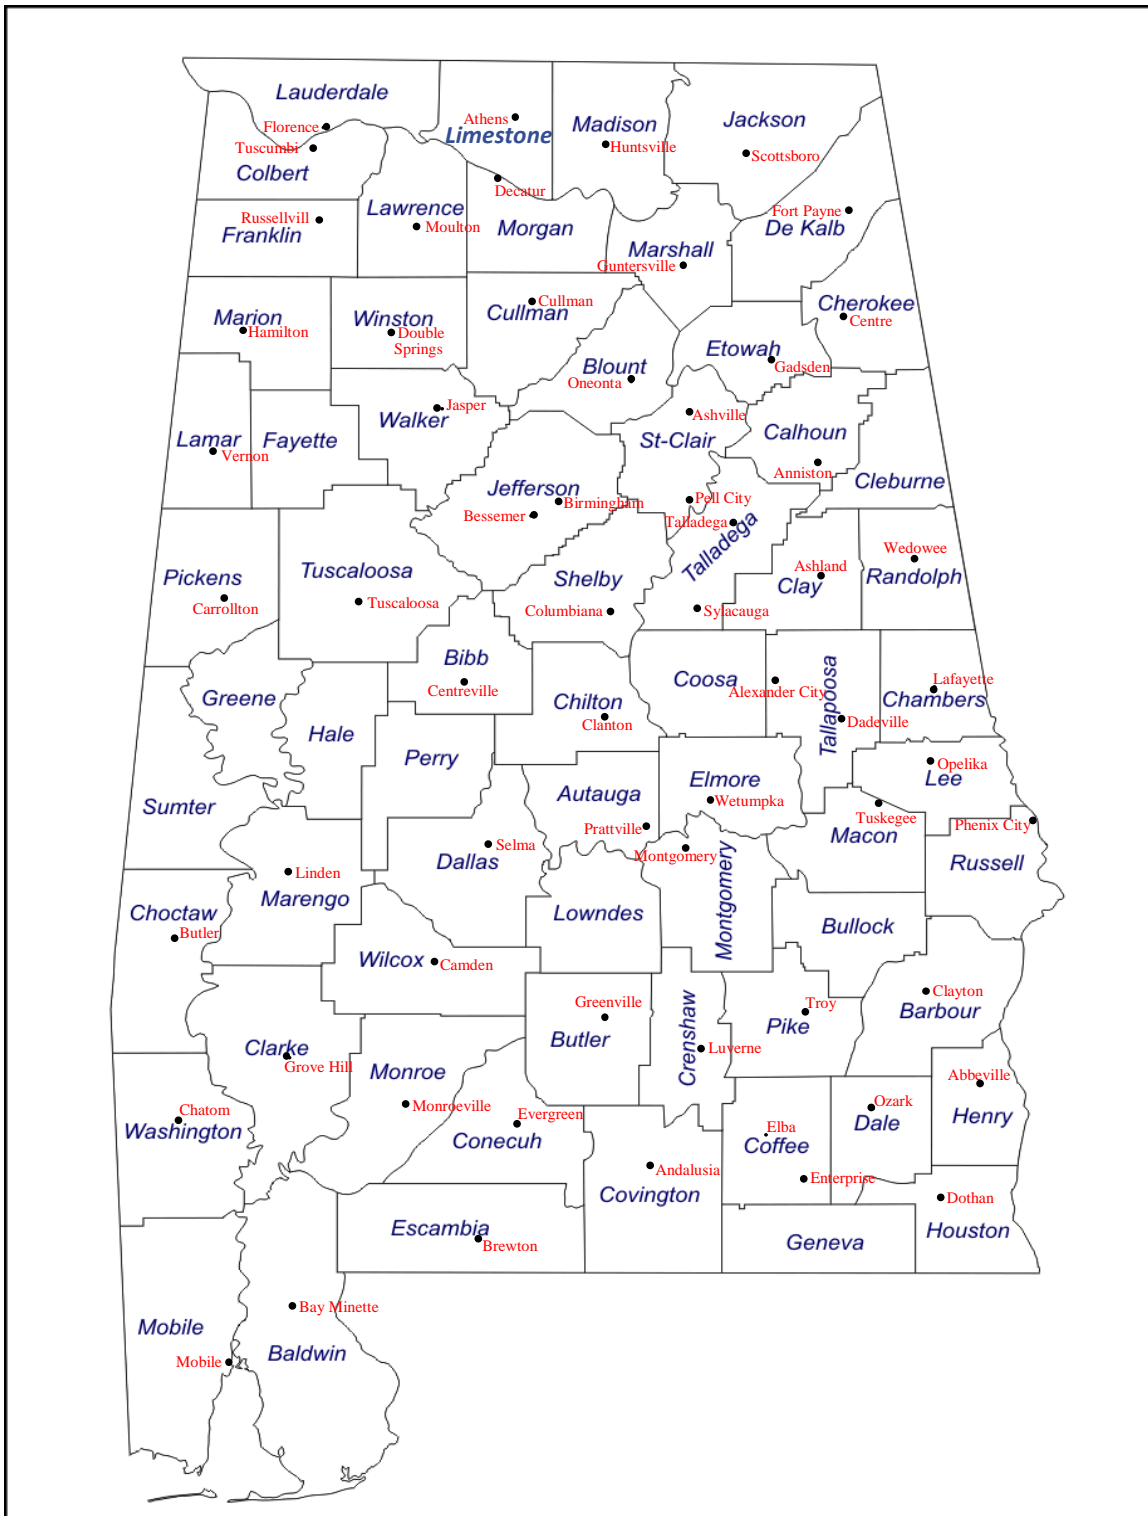 Lauderdale
Florence
Tuscumbi
Colbert
Athens
Limestone
Madison
Huntsville
Jackson
Scottsboro
Russellvill
Franklin
Lawrence
Moulton
Decatur
Morgan
Marshall
Guntersville
Fort Payne
De Kalb
Marion
Hamilton
Winston
Double
Springs
Cullman
Cullman
Blount
Oneonta
Etowah
Gadsden
Cherokee
Centre
Lamar
Vernon
Fayette
Walker
Jasper
Jefferson
Birmingham
Bessemer
Ashville
St-Clair
Pell City
Calhoun
Anniston
Cleburne
Talladega
Talladega
Sylacauga
Pickens
Carrollton
Tuscaloosa
Tuscaloosa
Shelby
Columbiana
Ashland
Clay
Wedowee
Randolph
Greene
Hale
Bibb
Centreville
Chilton
Clanton
Coosa
Alexander City
Tallapoosa
Dadeville
Lafayette
Chambers
Sumter
Perry
Autauga
Prattville
Elmore
Wetumpka
Opelika
Lee
Tuskegee
Macon
Phenix City
Russell
Linden
Marengo
Selma
Dallas
Lowndes
Montgomery
Montgomery
Bullock
Choctaw
Butler
Wilcox
Camden
Greenville
Butler
Crenshaw
Luverne
Troy
Pike
Clayton
Barbour
Clarke
Grove Hill
Monroe
Monroeville
Evergreen
Conecuh
Chatom
Washington
Andalusia
Covington
Elba
Coffee
Enterprise
Ozark
Dale
Abbeville
Henry
Escambia
Brewton
Geneva
Dothan
Houston
Mobile
Mobile
Bay Minette
Baldwin